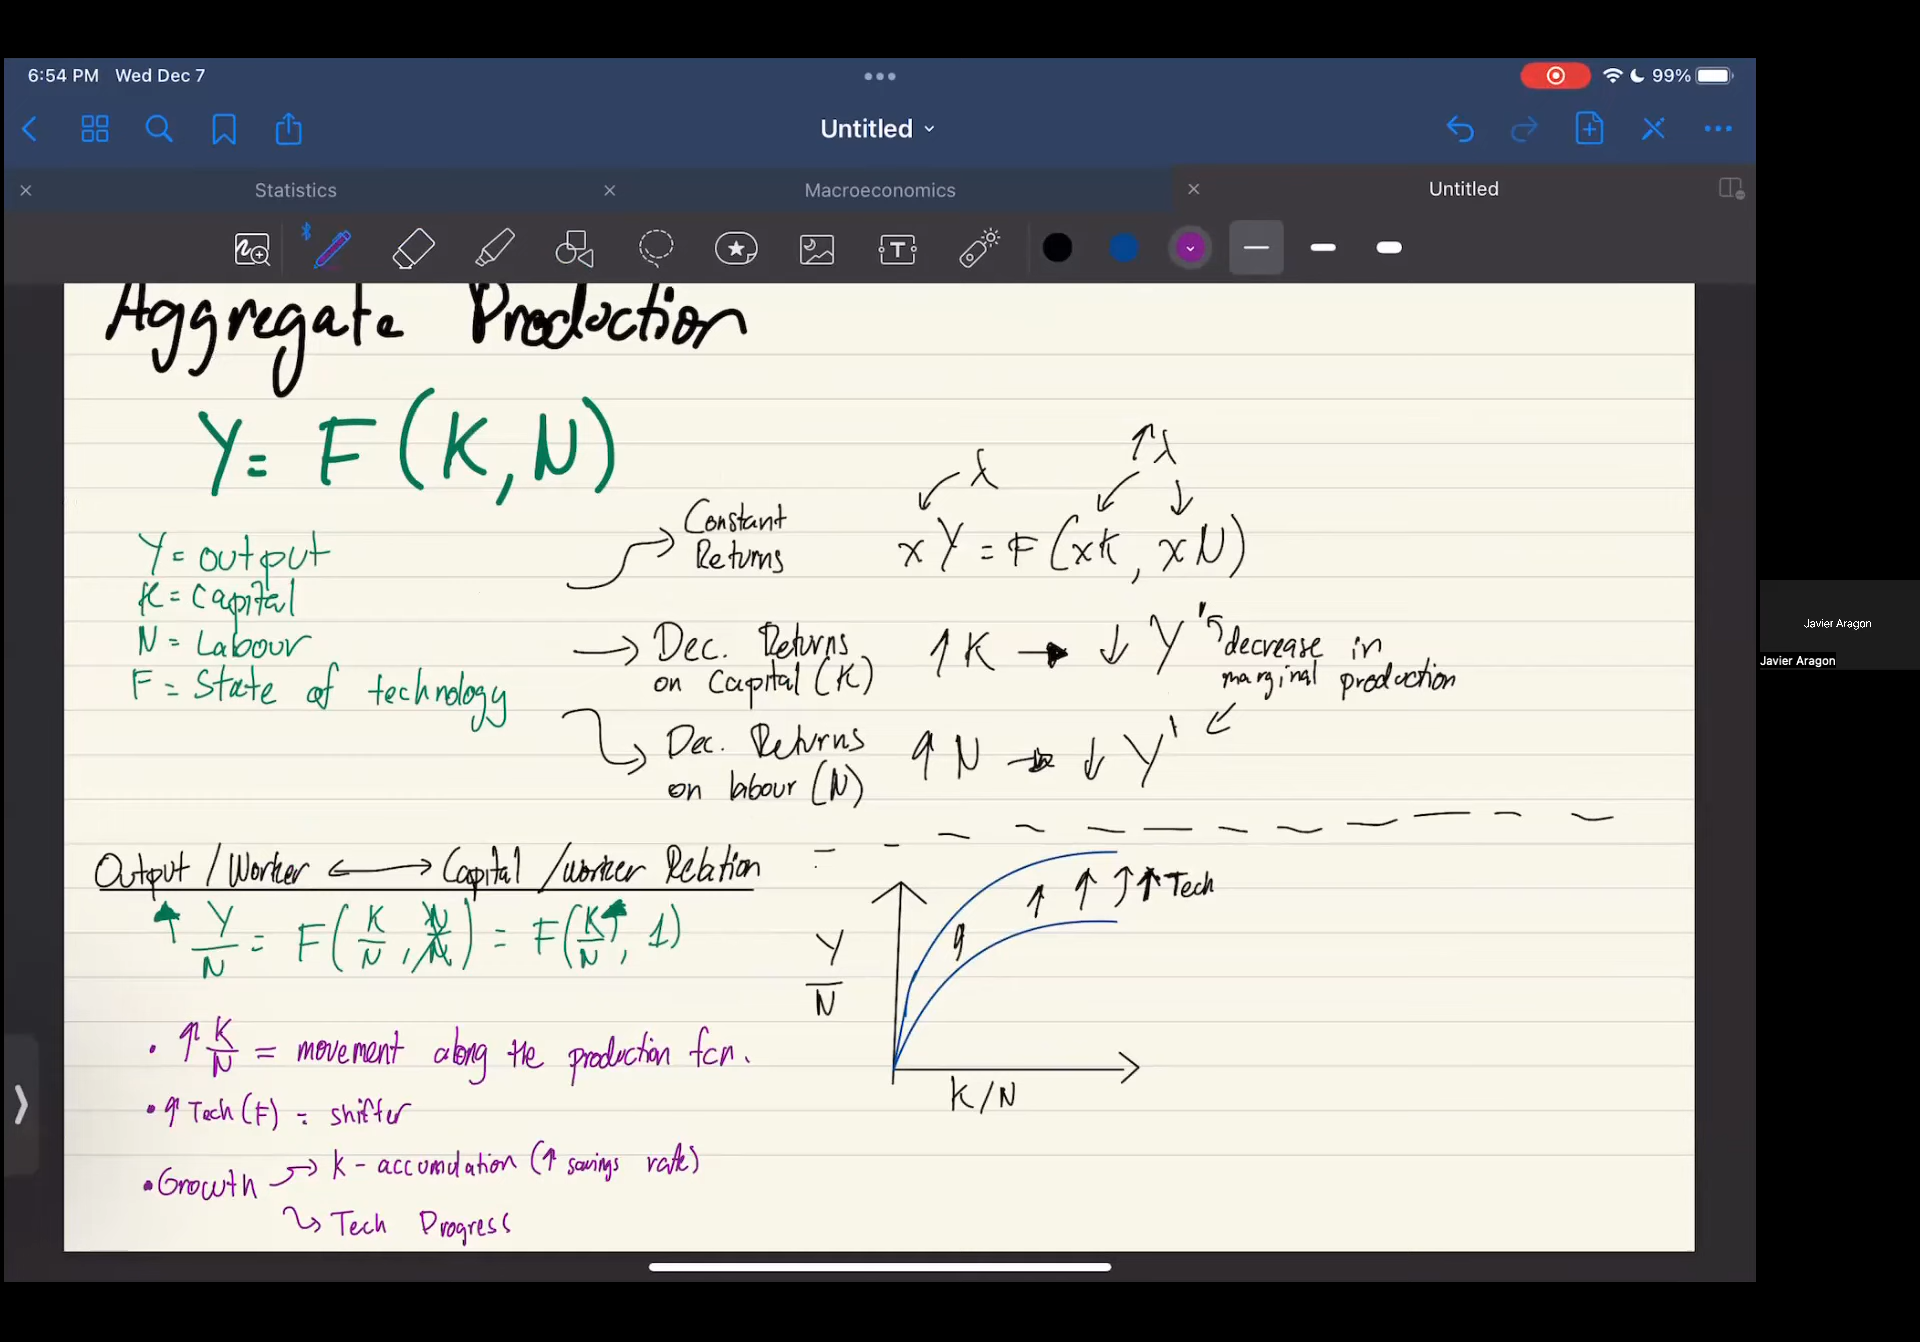 6:54 PM Wed Dec 7
99%
Untitled
Statistics
Macroeconomics
Untitled
Aggregate Production
Y = F (K, N)
Y = output
K = Capital
N = Labour
F = State of technology
Constant
Returns
λ
↑λ
xY = F(xK, xN)
→ Dec. Returns
on Capital (K)
↑ K → ↓ Y'
decrease in
marginal production
Dec. Returns
on labour (N)
↑ N → ↓ Y'
Output / Worker ↔ Capital / worker Relation
↑ Y/N = F(K/N, N/N) = F(K/N ↑, 1)
↑ ↑ ↑ ↑ Tech
Y/N
K/N
• ↑ K/N = movement along the production fcn.
• ↑ Tech (F) = shifter
• Growth → K - accumulation (↑ savings rate)
↳ Tech Progress
Javier Aragon
Javier Aragon